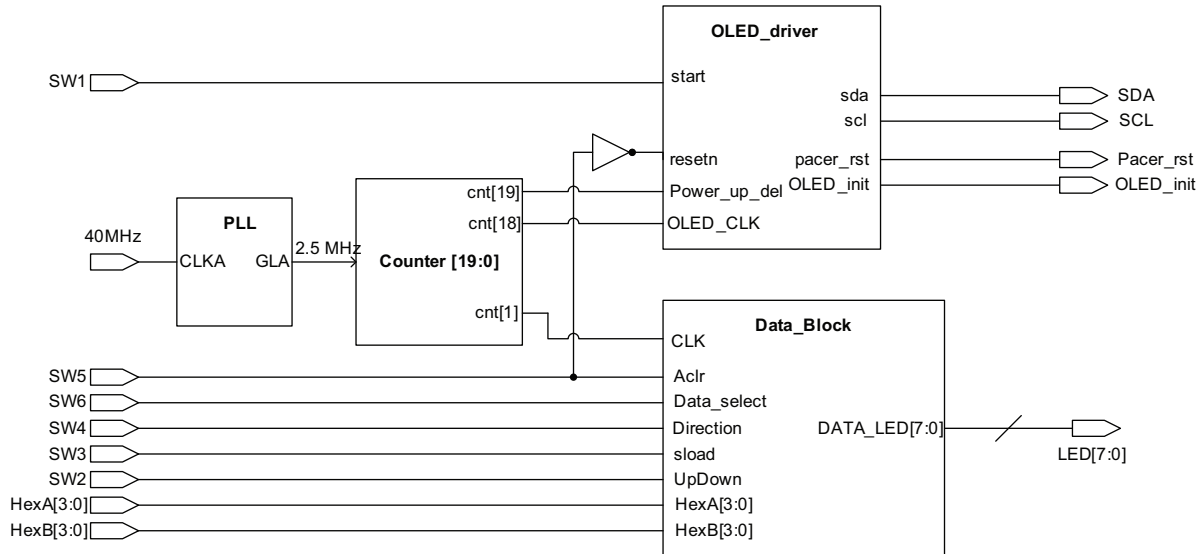 OLED_driver
SW1
start
sda
SDA
scl
SCL
resetn
pacer_rst
Pacer_rst
cnt[19]
Power_up_del
OLED_init
OLED_init
cnt[18]
OLED_CLK
40MHz
PLL
CLKA
GLA
2.5 MHz
Counter [19:0]
cnt[1]
Data_Block
CLK
SW5
Aclr
SW6
Data_select
SW4
Direction
DATA_LED[7:0]
SW3
sload
LED[7:0]
SW2
UpDown
HexA[3:0]
HexA[3:0]
HexB[3:0]
HexB[3:0]